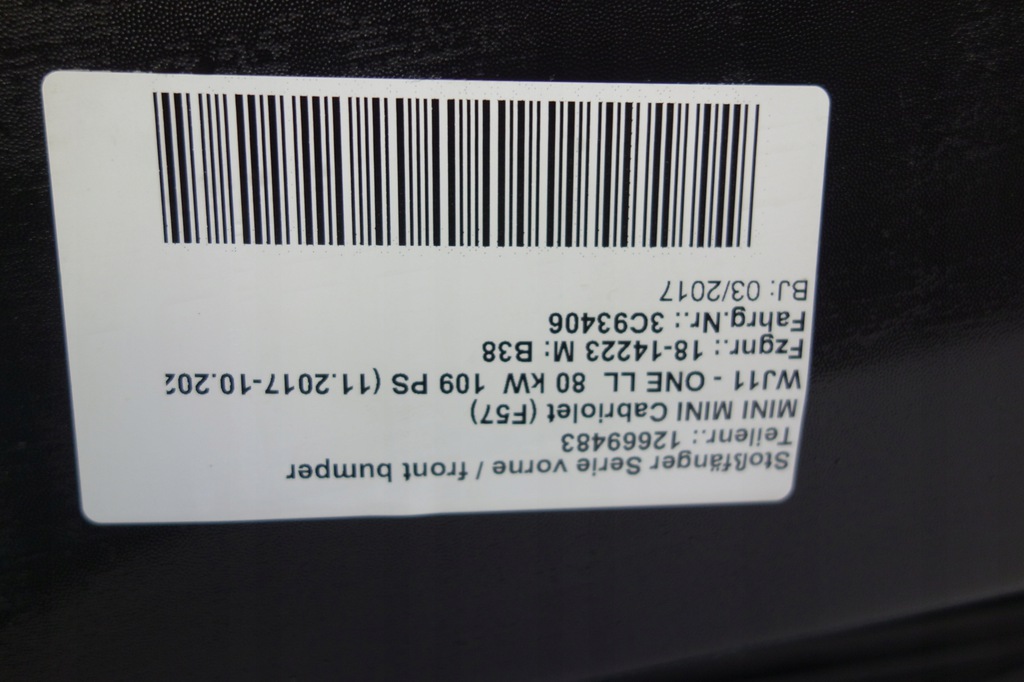 Stoßfänger Serie vorne / front bumper
Teilenr.: 12669483
MINI MINI Cabriolet (F57)
WJ11 - ONE LL 80 kW 109 PS (11.2017-10.202
Fzgnr.: 18-14223 M: B38
Fahrg.Nr.: 3C93406
BJ: 03/2017